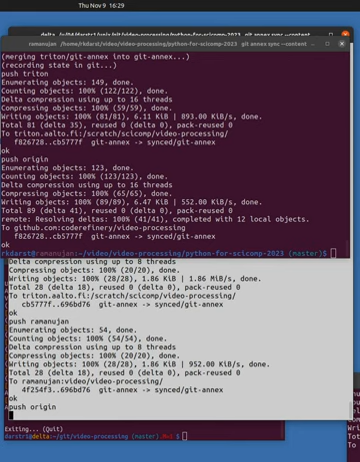 Thu Nov 9 16:29
ramanujan /home/rkdarst/video/video-processing/python-for-scicomp-2023 git annex sync --content
(merging triton/git-annex into git-annex...)
(recording state in git...)
push triton
Enumerating objects: 149, done.
Counting objects: 100% (122/122), done.
Delta compression using up to 16 threads
Compressing objects: 100% (59/59), done.
Writing objects: 100% (81/81), 6.11 KiB | 893.00 KiB/s, done.
Total 81 (delta 35), reused 0 (delta 0), pack-reused 0
To triton.aalto.fi:/scratch/scicomp/video-processing/
f826728..cb5777f git-annex -> synced/git-annex
ok
push origin
Enumerating objects: 123, done.
Counting objects: 100% (123/123), done.
Delta compression using up to 16 threads
Compressing objects: 100% (65/65), done.
Writing objects: 100% (89/89), 6.47 KiB | 552.00 KiB/s, done.
Total 89 (delta 41), reused 0 (delta 0), pack-reused 0
remote: Resolving deltas: 100% (41/41), completed with 12 local objects.
To github.com:coderefinery/video-processing
f826728..cb5777f git-annex -> synced/git-annex
ok
rkdarst@ramanujan:~/video/video-processing/python-for-scicomp-2023 (master)$
Delta compression using up to 8 threads
Compressing objects: 100% (20/20), done.
Writing objects: 100% (28/28), 1.86 KiB | 1.86 MiB/s, done.
Total 28 (delta 18), reused 0 (delta 0), pack-reused 0
To triton.aalto.fi:/scratch/scicomp/video-processing/
cb5777f..696bd76 git-annex -> synced/git-annex
ok
push ramanujan
Enumerating objects: 54, done.
Counting objects: 100% (54/54), done.
Delta compression using up to 8 threads
Compressing objects: 100% (20/20), done.
Writing objects: 100% (28/28), 1.86 KiB | 952.00 KiB/s, done.
Total 28 (delta 18), reused 0 (delta 0), pack-reused 0
To ramanujan:video/video-processing/
4f254f3..696bd76 git-annex -> synced/git-annex
ok
push origin
Exiting... (Quit)
darstr1@delta:~/git/video-processing (master)